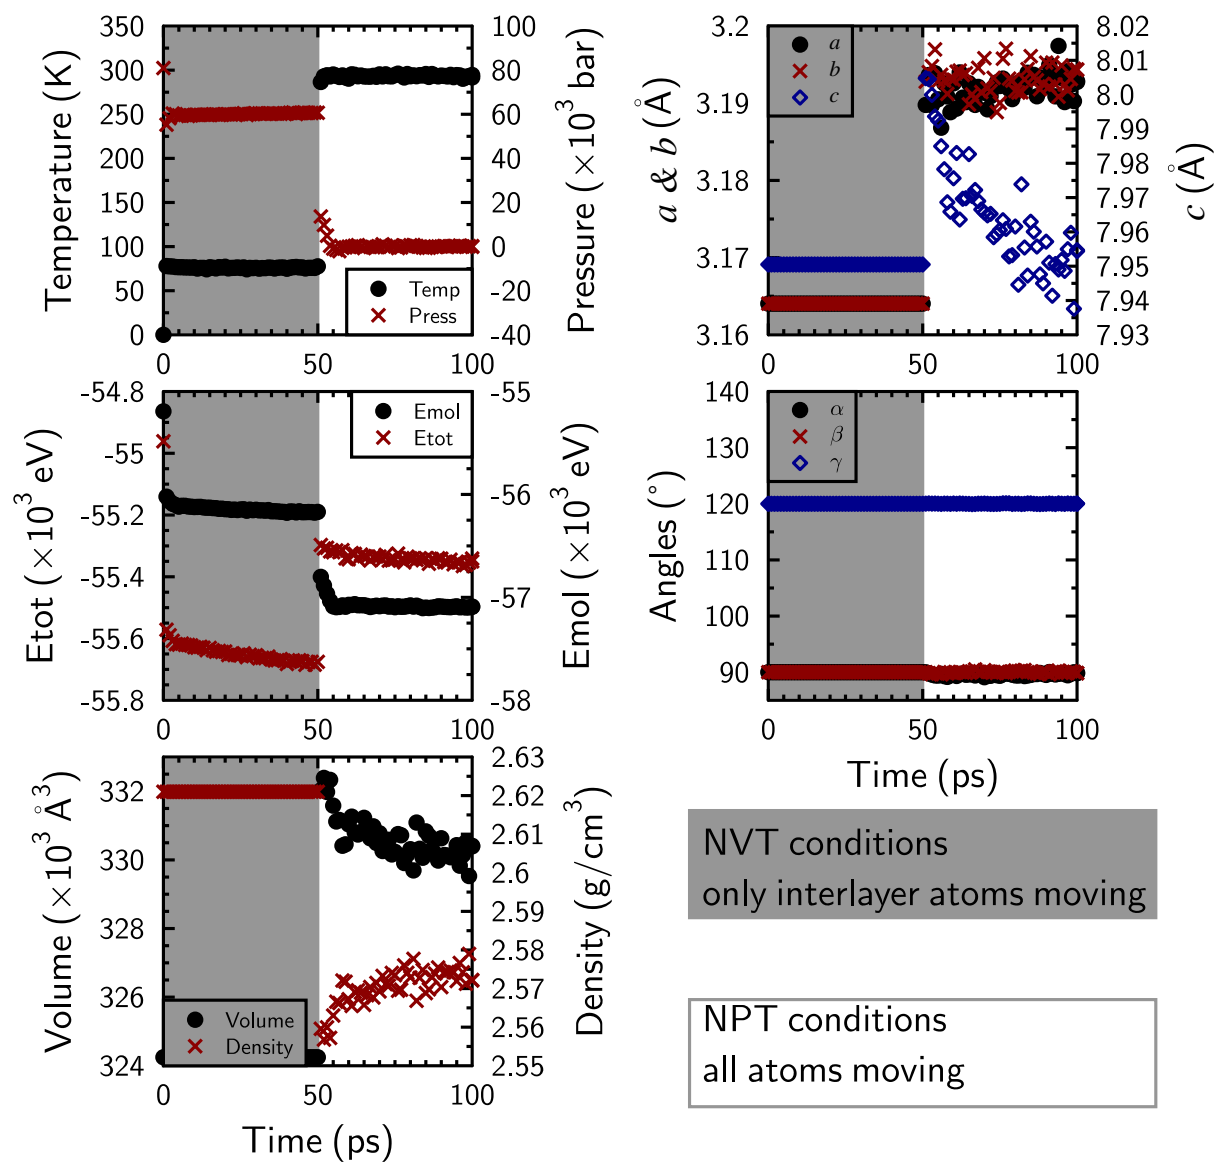 350
300
250
200
150
100
50
0
Temperature (K)
100
80
60
40
20
0
-20
-40
Pressure (×10³ bar)
Temp
Press
0
50
100
3.2
3.19
3.18
3.17
3.16
a & b (Å)
8.02
8.01
8.0
7.99
7.98
7.97
7.96
7.95
7.94
7.93
c (Å)
a
b
c
0
50
100
-54.8
-55
-55.2
-55.4
-55.6
-55.8
Etot (×10³ eV)
-55
-56
-57
-58
Emol (×10³ eV)
Emol
Etot
0
50
100
140
130
120
110
100
90
Angles (°)
α
β
γ
0
50
100
Time (ps)
332
330
328
326
324
Volume (×10³ Å³)
2.63
2.62
2.61
2.6
2.59
2.58
2.57
2.56
2.55
Density (g/cm³)
Volume
Density
0
50
100
Time (ps)
NVT conditions
only interlayer atoms moving
NPT conditions
all atoms moving